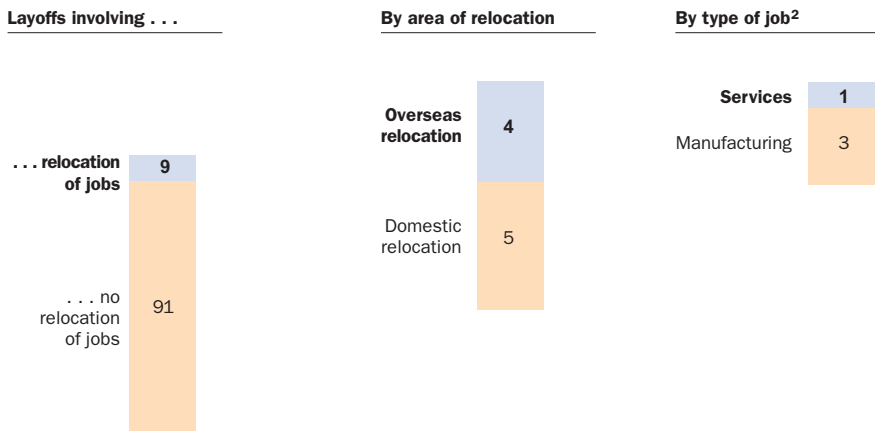 Layoffs involving . . .
. . . relocation
of jobs
9
. . . no
relocation
of jobs
91
By area of relocation
Overseas
relocation
4
Domestic
relocation
5
By type of job²
Services
1
Manufacturing
3